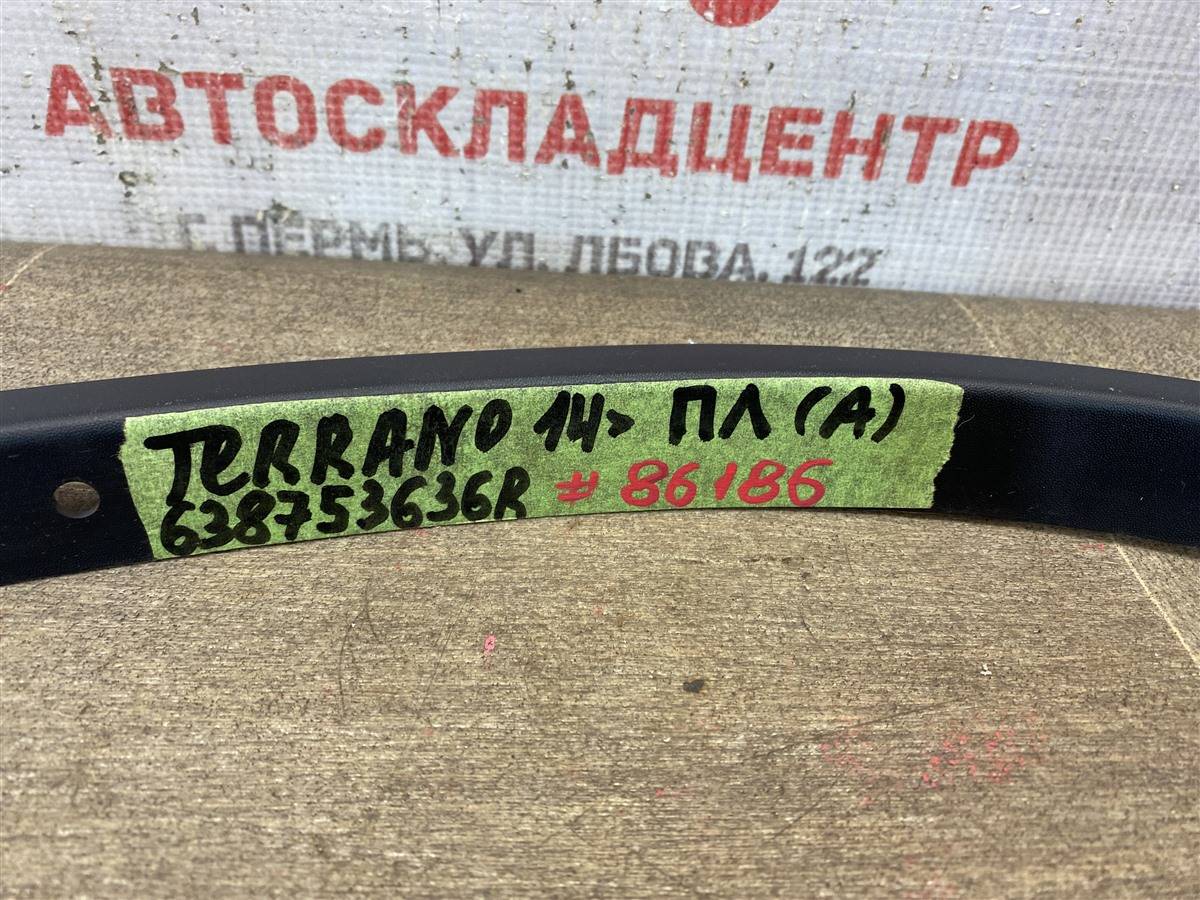 АВТОСКЛАДЦЕНТР
Г. ПЕРМЬ, УЛ. ЛБОВА, 122
TERRANO 14> ПЛ (А)
638753636R # 86186